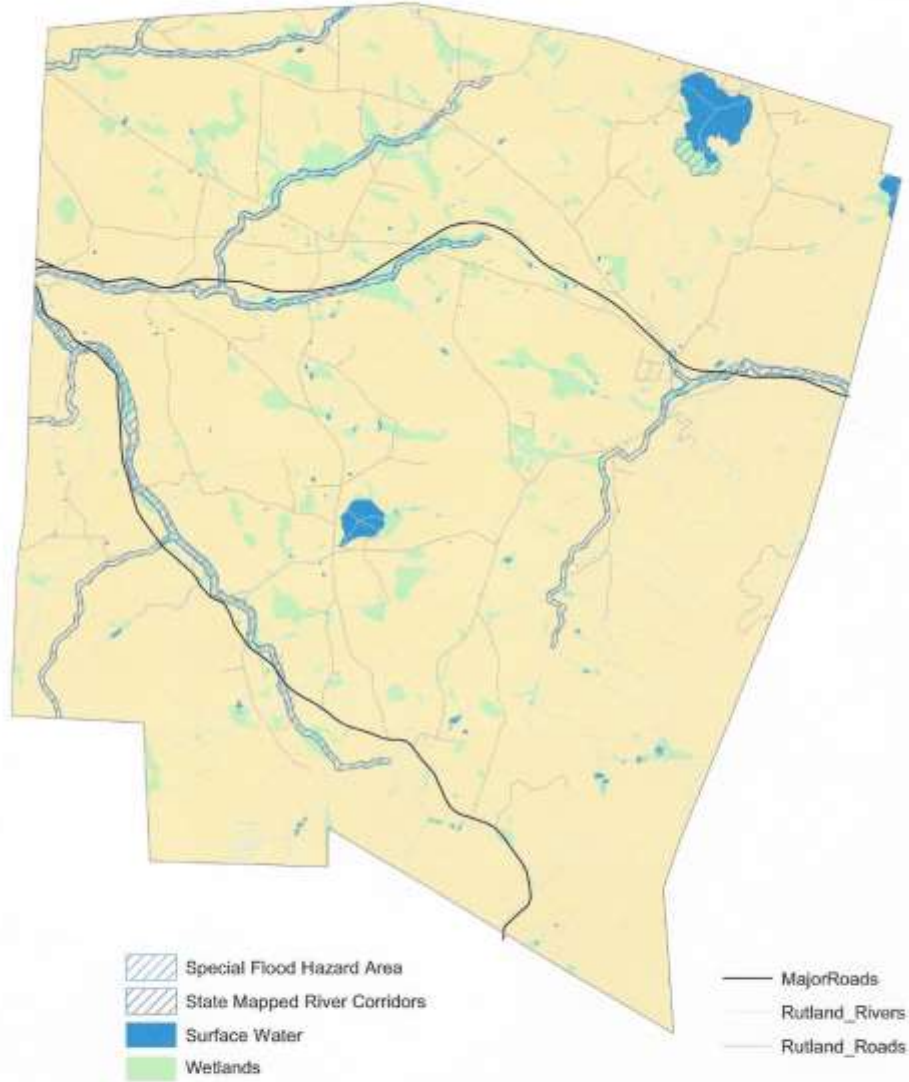 Special Flood Hazard Area
State Mapped River Corridors
Surface Water
Wetlands
MajorRoads
Rutland_Rivers
Rutland_Roads